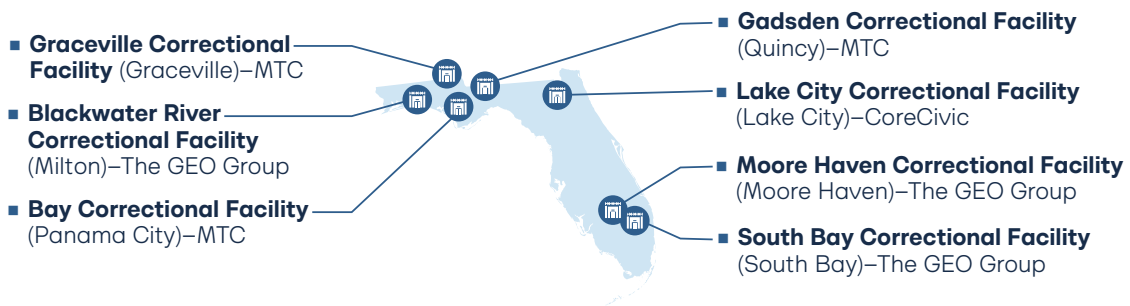 ■ Graceville Correctional
Facility (Graceville)–MTC
■ Blackwater River
Correctional Facility
(Milton)–The GEO Group
■ Bay Correctional Facility
(Panama City)–MTC
■ Gadsden Correctional Facility
(Quincy)–MTC
■ Lake City Correctional Facility
(Lake City)–CoreCivic
■ Moore Haven Correctional Facility
(Moore Haven)–The GEO Group
■ South Bay Correctional Facility
(South Bay)–The GEO Group